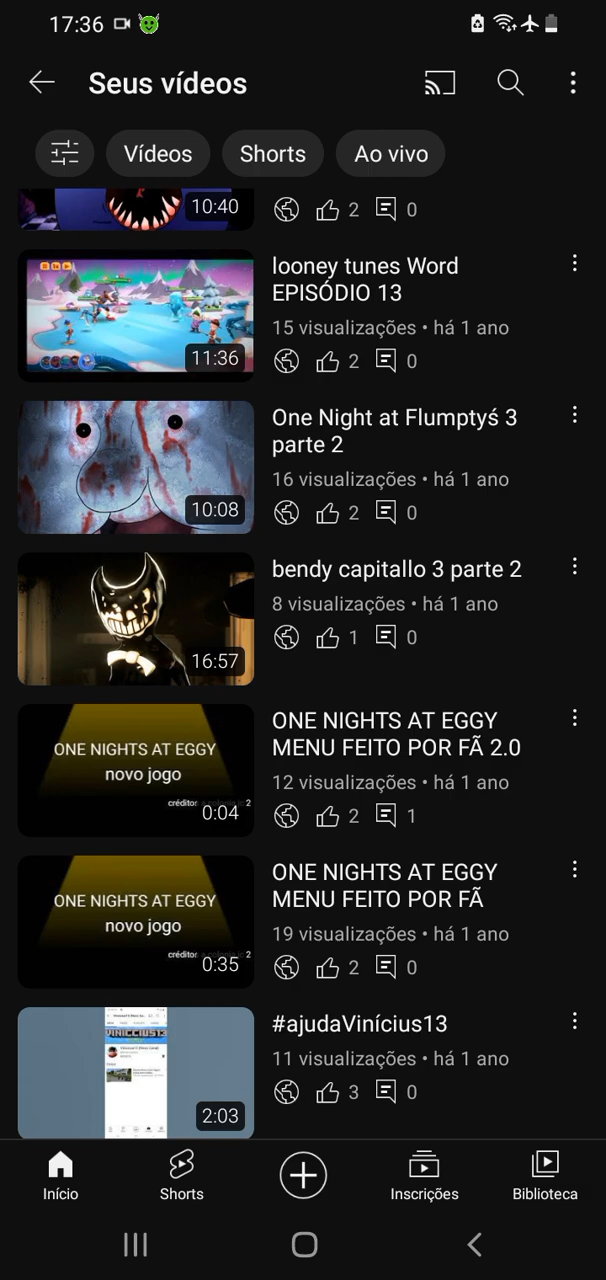 17:36
Seus vídeos
Vídeos
Shorts
Ao vivo
10:40
2
0
looney tunes Word
EPISÓDIO 13
15 visualizações • há 1 ano
2
0
11:36
One Night at Flumptyś 3
parte 2
16 visualizações • há 1 ano
2
0
10:08
bendy capitallo 3 parte 2
8 visualizações • há 1 ano
1
0
16:57
ONE NIGHTS AT EGGY
novo jogo
0:04
ONE NIGHTS AT EGGY
MENU FEITO POR FÃ 2.0
12 visualizações • há 1 ano
2
1
ONE NIGHTS AT EGGY
novo jogo
0:35
ONE NIGHTS AT EGGY
MENU FEITO POR FÃ
19 visualizações • há 1 ano
2
0
VINICCIUS13
2:03
#ajudaVinícius13
11 visualizações • há 1 ano
3
0
Início
Shorts
Inscrições
Biblioteca